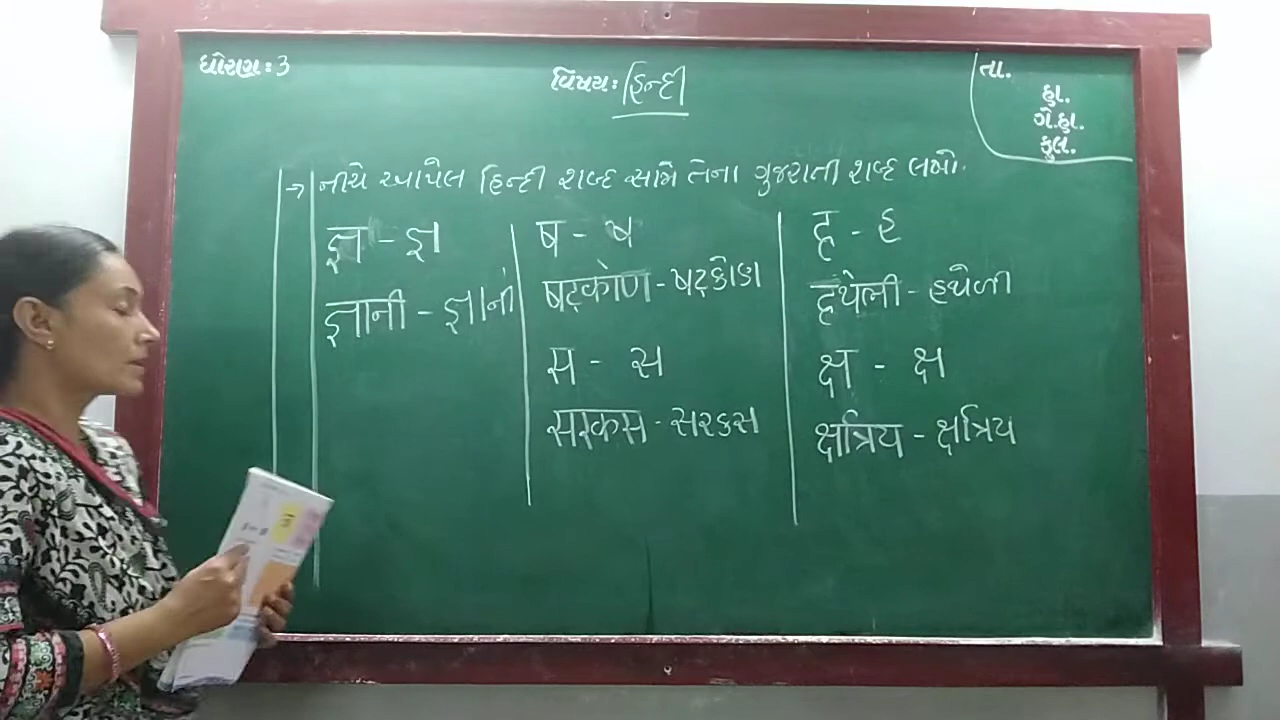 ધોરણ: 3
વિષય: હિન્દી
તા.
હા.
ગે.હા.
કુલ.
→ નીચે આપેલ હિન્દી શબ્દ સામે તેના ગુજરાતી શબ્દ લખો.
ज्ञ - જ્ઞ
ज्ञानी - જ્ઞાની
ष - ષ
षट्कोण - ષટ્કોણ
स - સ
सरकस - સરકસ
ह - હ
हथेली - હથેળી
क्ष - ક્ષ
क्षत्रिय - ક્ષત્રિય